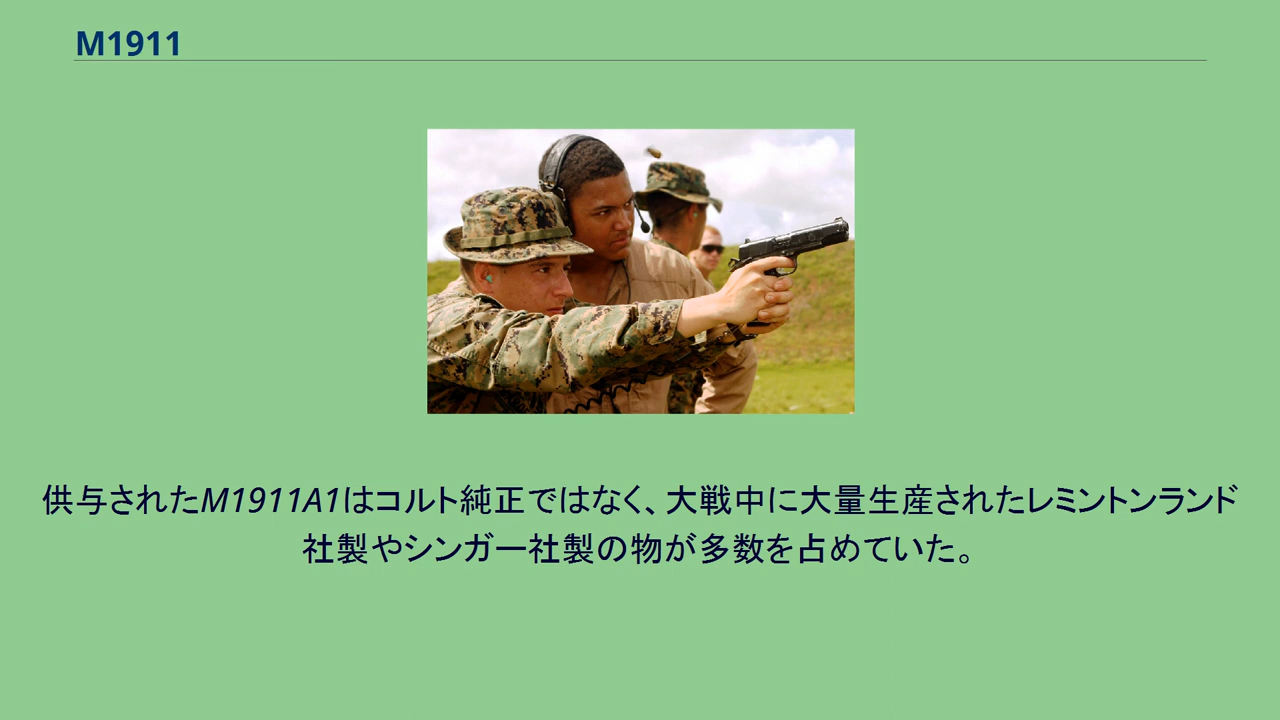 M1911
供与されたM1911A1はコルト純正ではなく、大戦中に大量生産されたレミントンランド
社製やシンガー社製の物が多数を占めていた。